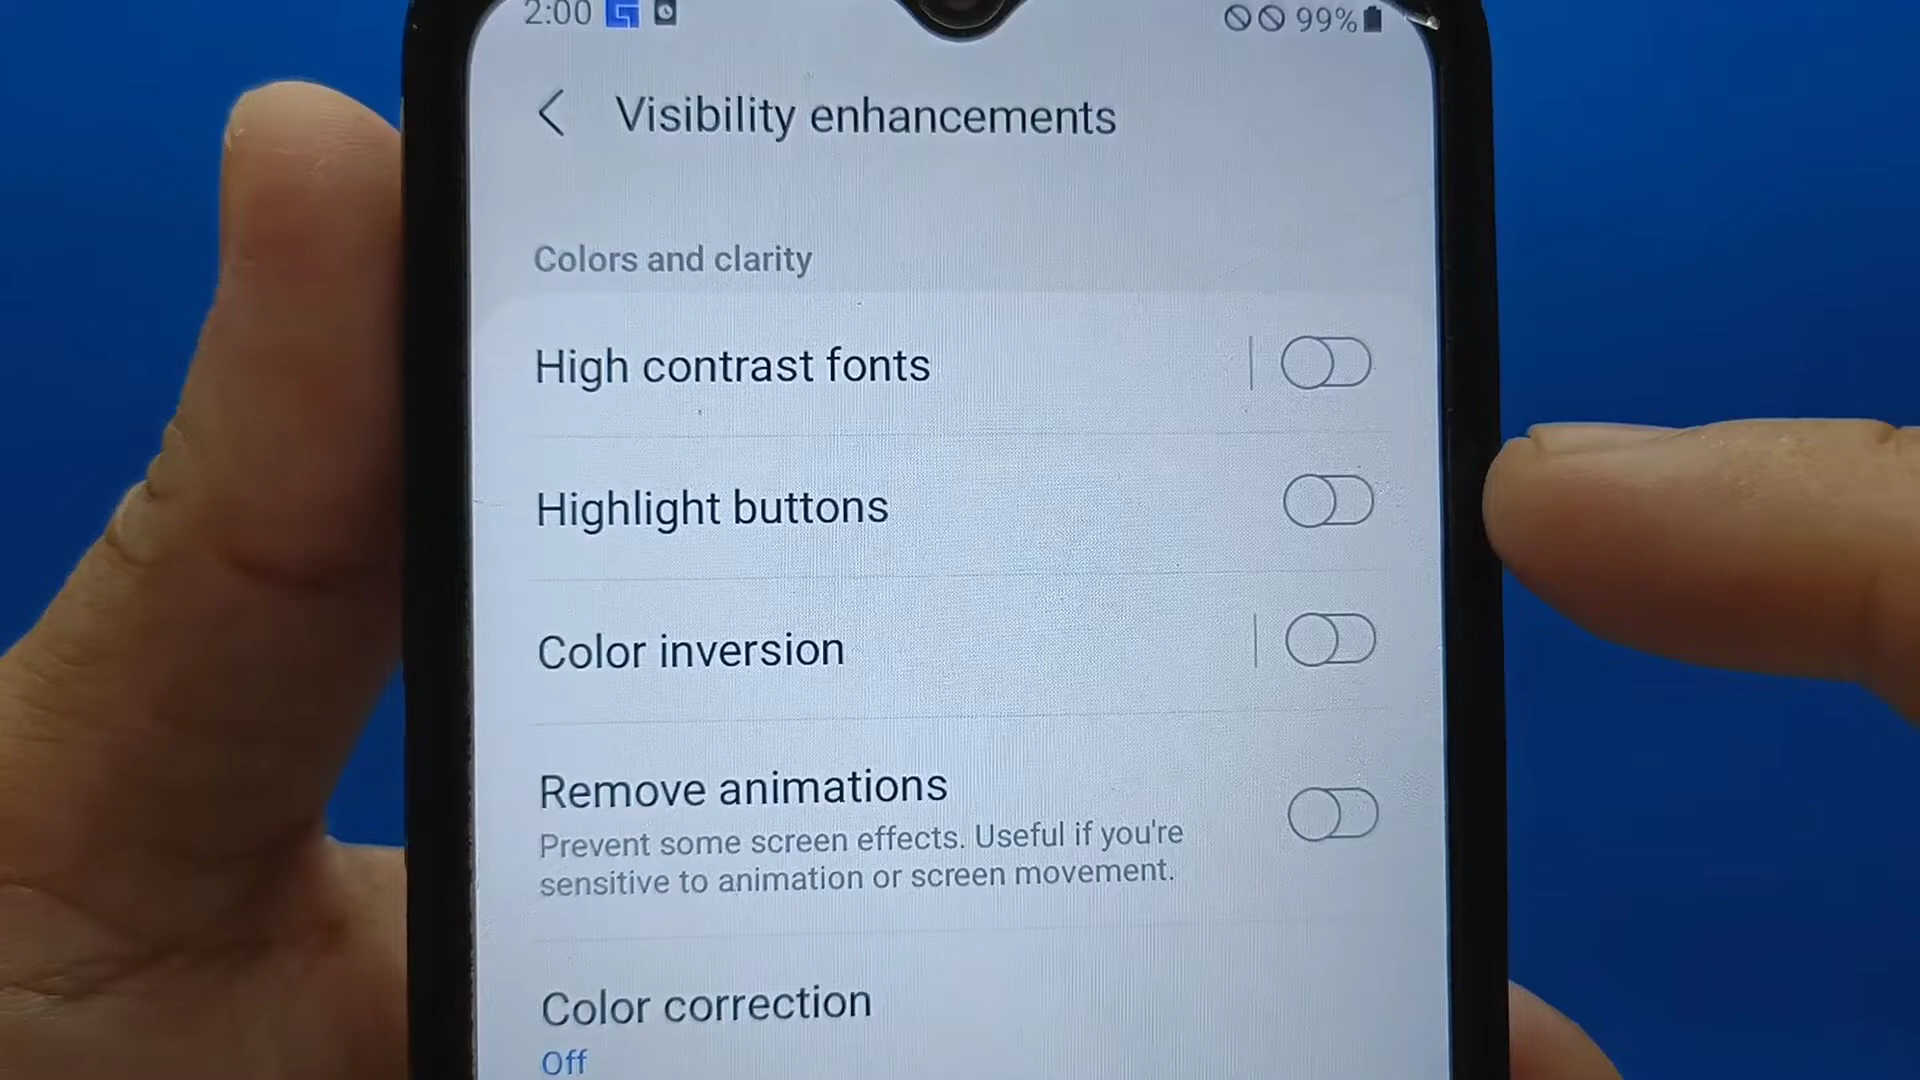 2:00 99%
Visibility enhancements
Colors and clarity
High contrast fonts
Highlight buttons
Color inversion
Remove animations
Prevent some screen effects. Useful if you're
sensitive to animation or screen movement.
Color correction
Off